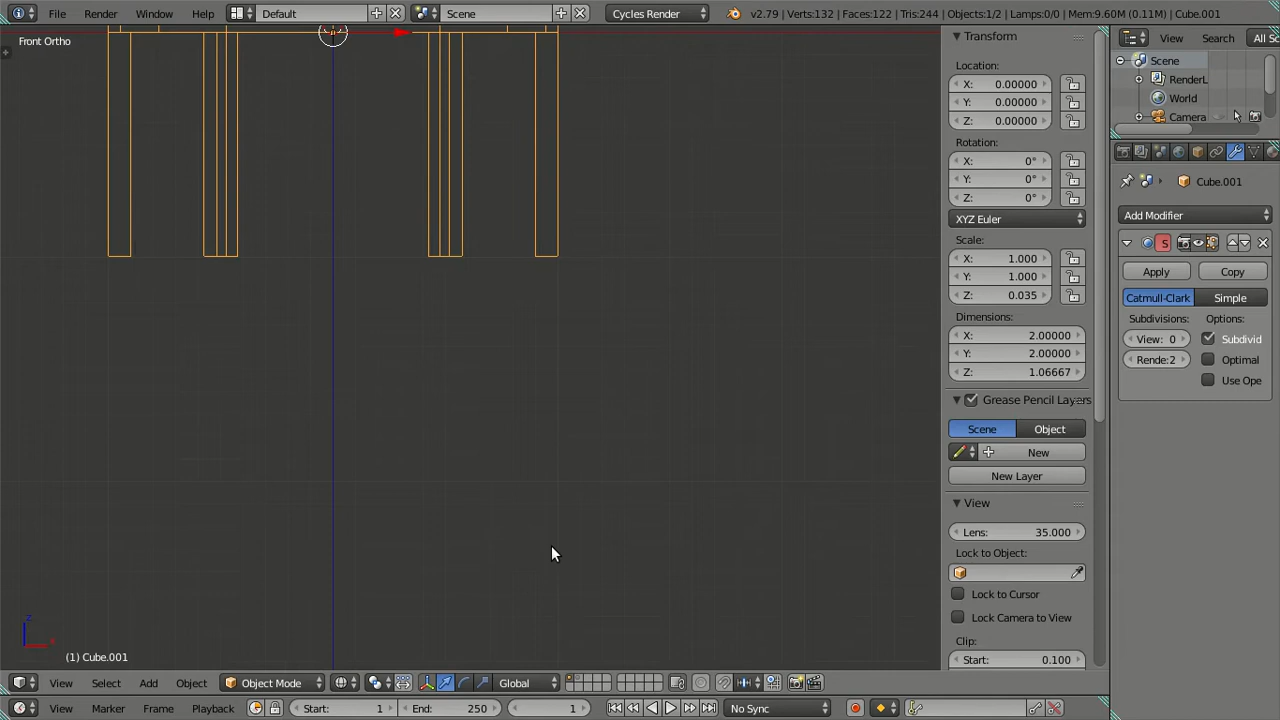 File Render Window Help Default Scene Cycles Render v2.79 | Verts:132 | Faces:122 | Tris:244 | Objects:1/2 | Lamps:0/0 | Mem:9.60M (0.11M) | Cube.001
Front Ortho
Transform
Location:
X: 0.00000
Y: 0.00000
Z: 0.00000
Rotation:
X: 0°
Y: 0°
Z: 0°
XYZ Euler
Scale:
X: 1.000
Y: 1.000
Z: 0.035
Dimensions:
X: 2.00000
Y: 2.00000
Z: 1.06667
Grease Pencil Layers
Scene Object
New
New Layer
View
Lens: 35.000
Lock to Object:
Lock to Cursor
Lock Camera to View
Clip:
Start: 0.100
View Search All Sc
Scene
RenderL
World
Camera
Cube.001
Add Modifier
S
Apply Copy
Catmull-Clark Simple
Subdivisions: Options:
View: 0 Subdivid
Rende:2 Optimal
Use Ope
z
x
(1) Cube.001
View Select Add Object Object Mode Global
View Marker Frame Playback Start: 1 End: 250 1 No Sync